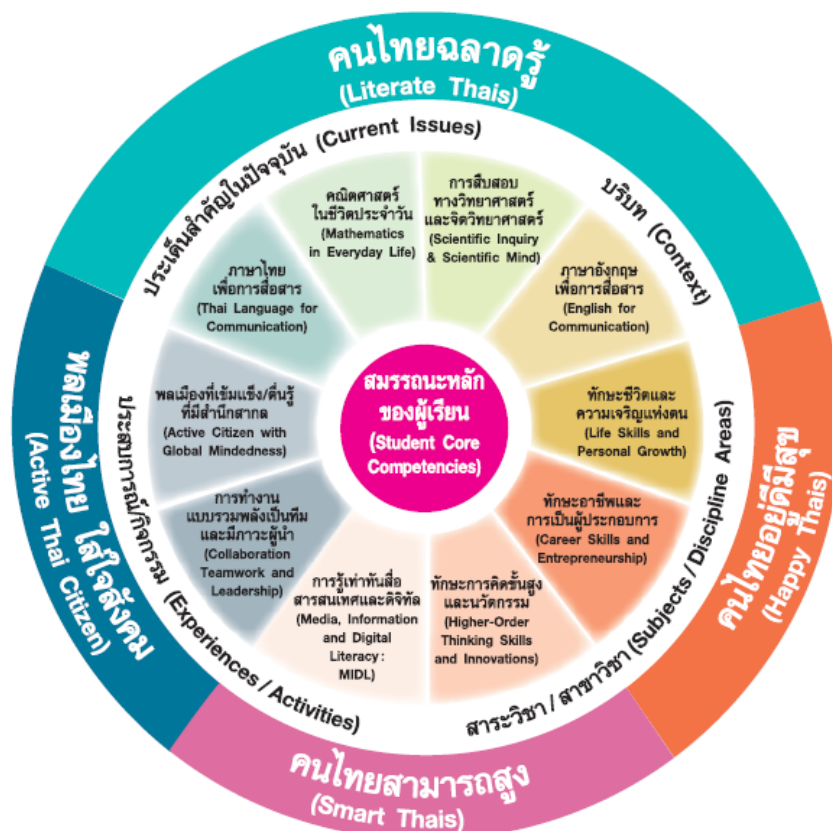 คนไทยฉลาดรู้
(Literate Thais)
ประเด็นสำคัญในปัจจุบัน (Current Issues)
บริบท (Context)
คณิตศาสตร์
ในชีวิตประจำวัน
(Mathematics
in Everyday Life)
การสืบสอบ
ทางวิทยาศาสตร์
และจิตวิทยาศาสตร์
(Scientific Inquiry
& Scientific Mind)
ภาษาไทย
เพื่อการสื่อสาร
(Thai Language for
Communication)
ภาษาอังกฤษ
เพื่อการสื่อสาร
(English for
Communication)
พลเมืองที่เข้มแข็ง/ตื่นรู้
ที่มีสำนึกสากล
(Active Citizen with
Global Mindedness)
สมรรถนะหลัก
ของผู้เรียน
(Student Core
Competencies)
ทักษะชีวิตและ
ความเจริญแห่งตน
(Life Skills and
Personal Growth)
การทำงาน
แบบรวมพลังเป็นทีม
และมีภาวะผู้นำ
(Collaboration
Teamwork and
Leadership)
ทักษะอาชีพและ
การเป็นผู้ประกอบการ
(Career Skills and
Entrepreneurship)
การรู้เท่าทันสื่อ
สารสนเทศและดิจิทัล
(Media, Information
and Digital
Literacy:
MIDL)
ทักษะการคิดขั้นสูง
และนวัตกรรม
(Higher-Order
Thinking Skills
and Innovations)
พลเมืองไทย ใส่ใจสังคม
(Active Thai Citizen)
ประสบการณ์/กิจกรรม (Experiences / Activities)
สาระวิชา / สาขาวิชา (Subjects / Discipline Areas)
คนไทยอยู่ดีมีสุข
(Happy Thais)
คนไทยสามารถสูง
(Smart Thais)